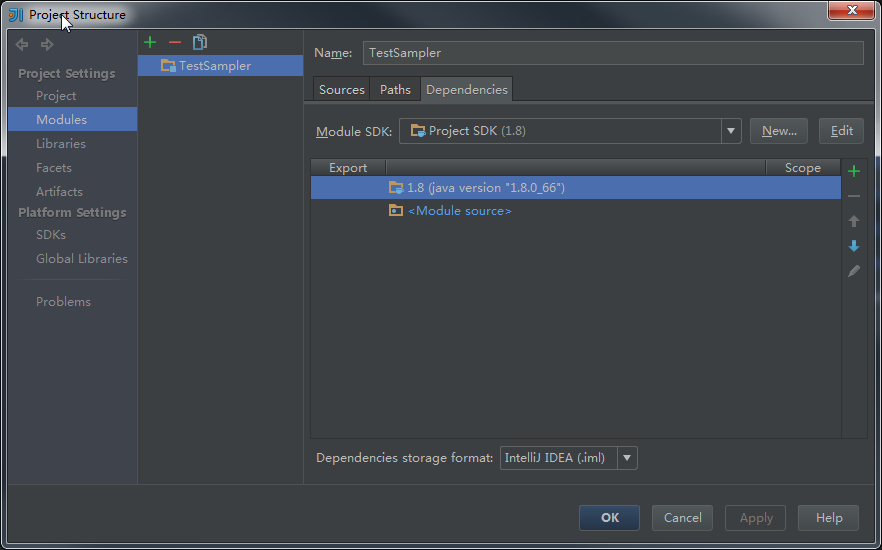 Project Structure
Project Settings
Project
Modules
Libraries
Facets
Artifacts
Platform Settings
SDKs
Global Libraries
Problems
TestSampler
Name: TestSampler
Sources Paths Dependencies
Module SDK: Project SDK (1.8) New... Edit
Export Scope
1.8 (java version "1.8.0_66")
<Module source>
Dependencies storage format: IntelliJ IDEA (.iml)
OK Cancel Apply Help